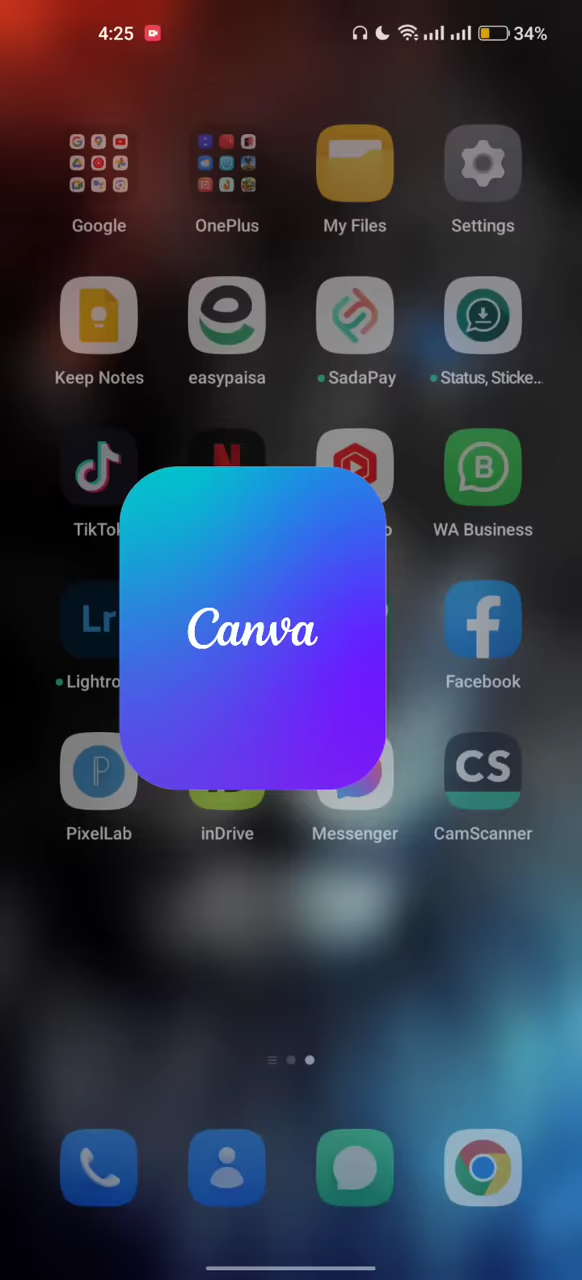 4:25 34%
Google OnePlus My Files Settings
Keep Notes easypaisa SadaPay Status, Sticke...
B
TikTok WA Business
Canva
Lr
Lightro Facebook
CS
PixelLab inDrive Messenger CamScanner